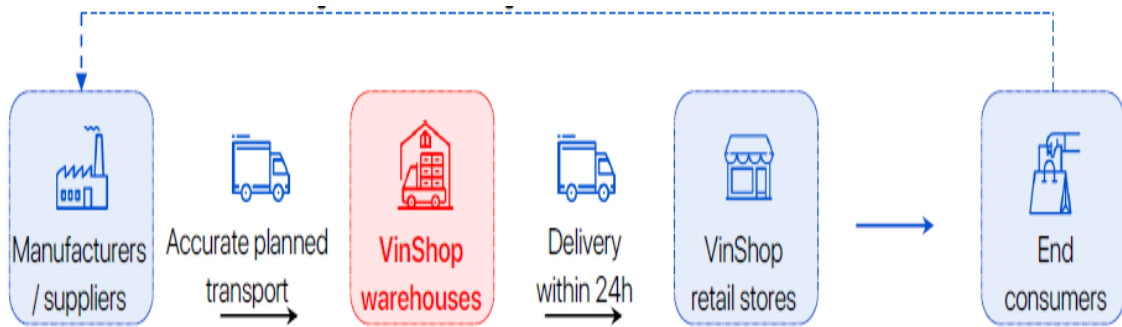 Manufacturers
/ suppliers
Accurate planned
transport
VinShop
warehouses
Delivery
within 24h
VinShop
retail stores
End
consumers